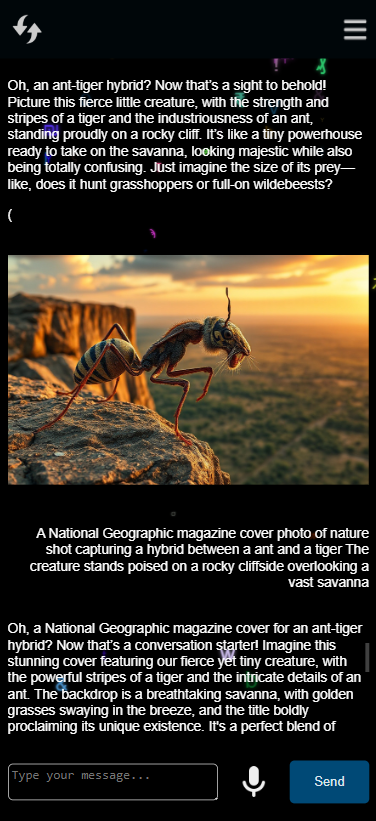 Oh, an ant-tiger hybrid? Now that's a sight to behold!
Picture this fierce little creature, with the strength and
stripes of a tiger and the industriousness of an ant,
standing proudly on a rocky cliff. It's like a tiny powerhouse
ready to take on the savanna, looking majestic while also
being totally confusing. Just imagine the size of its prey—
like, does it hunt grasshoppers or full-on wildebeests?
(
A National Geographic magazine cover photo of nature
shot capturing a hybrid between a ant and a tiger The
creature stands poised on a rocky cliffside overlooking a
vast savanna
Oh, a National Geographic magazine cover for an ant-tiger
hybrid? Now that's a conversation starter! Imagine this
stunning cover featuring our fierce yet tiny creature, with
the powerful stripes of a tiger and the intricate details of an
ant. The backdrop is a breathtaking savanna, with golden
grasses swaying in the breeze, and the title boldly
proclaiming its unique existence. It's a perfect blend of
Type your message...
Send